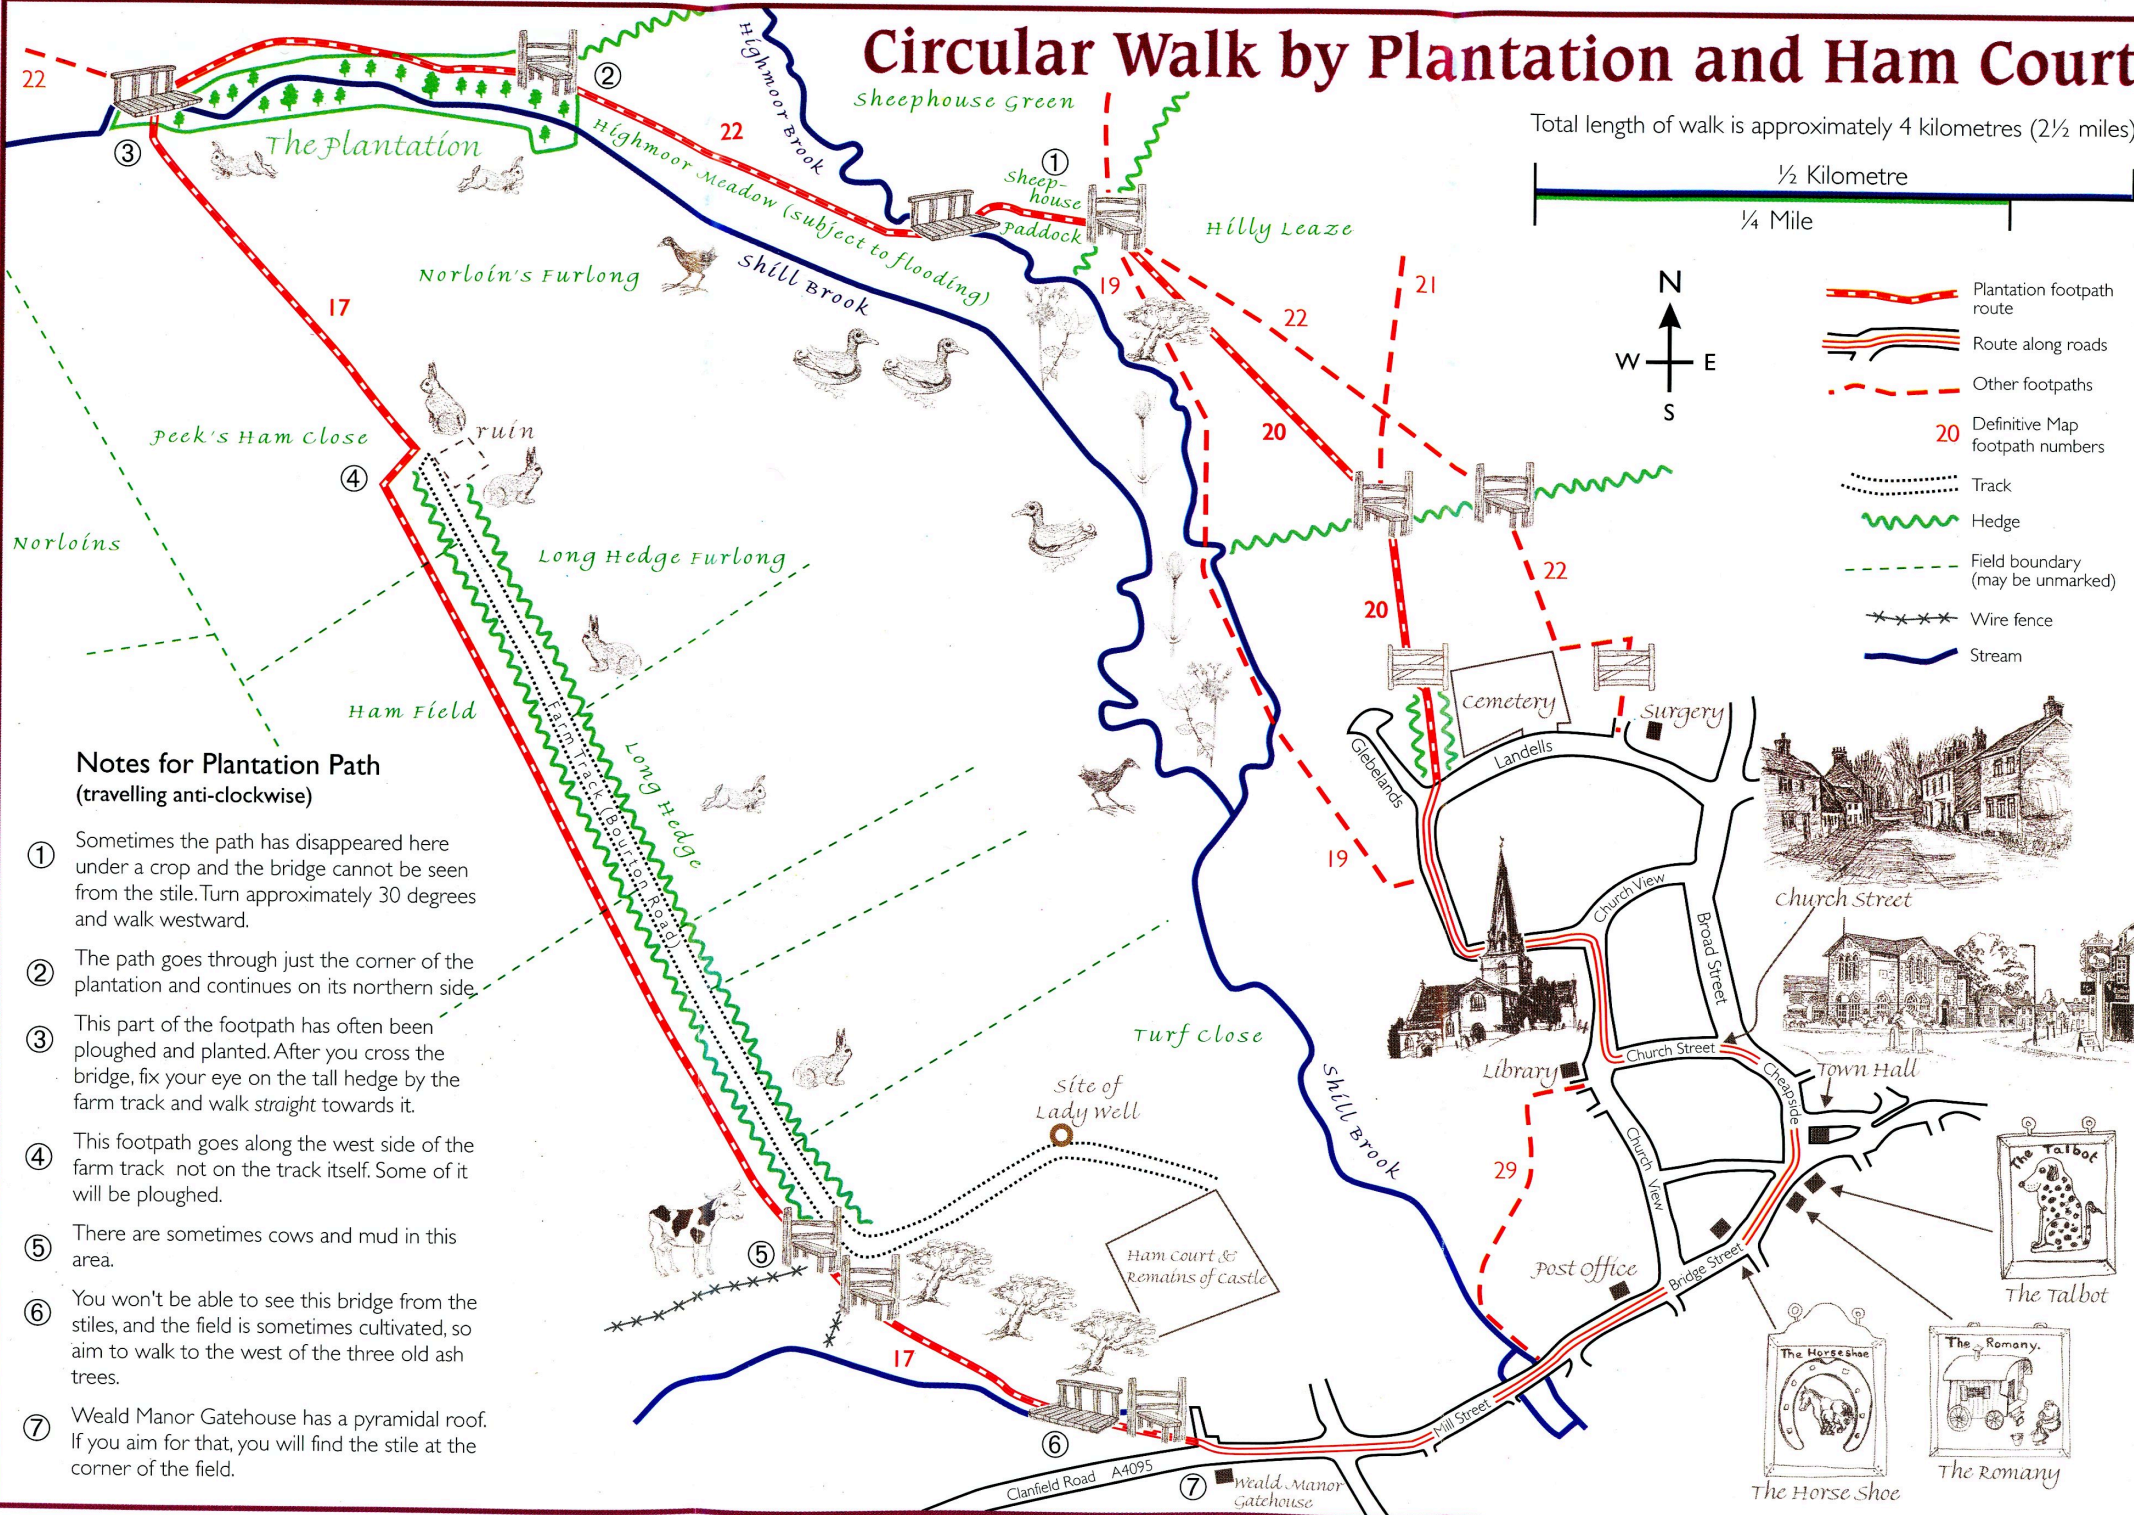 Circular Walk by Plantation and Ham Court
Total length of walk is approximately 4 kilometres (2½ miles)
½ Kilometre
¼ Mile
N
W
E
S
Plantation footpath
route
Route along roads
Other footpaths
20
Definitive Map
footpath numbers
Track
Hedge
Field boundary
(may be unmarked)
Wire fence
Stream
22
②
③
The Plantation
Highmoor Brook
Sheephouse Green
22
Highmoor Meadow (subject to flooding)
①
Sheep-
house
Paddock
Hilly Leaze
19
21
22
17
Norloin's Furlong
Shill Brook
20
Peek's Ham Close
ruin
④
Norloins
Long Hedge Furlong
22
20
Ham Field
Farm Track (Bourton Road)
Long Hedge
Cemetery
Surgery
Glebelands
Landells
19
Church View
Broad Street
Church Street
Church Street
Cheapside
Town Hall
Library
Turf Close
Site of
Lady Well
Shill Brook
29
Church View
The Talbot
The Talbot
Post Office
Bridge Street
⑤
Ham Court &
Remains of Castle
17
The Horseshoe
The Horse Shoe
The Romany.
The Romany
Mill Street
⑥
Clanfield Road A4095
⑦
Weald Manor
Gatehouse
Notes for Plantation Path
(travelling anti-clockwise)
① Sometimes the path has disappeared here
under a crop and the bridge cannot be seen
from the stile. Turn approximately 30 degrees
and walk westward.
② The path goes through just the corner of the
plantation and continues on its northern side.
③ This part of the footpath has often been
ploughed and planted. After you cross the
bridge, fix your eye on the tall hedge by the
farm track and walk straight towards it.
④ This footpath goes along the west side of the
farm track not on the track itself. Some of it
will be ploughed.
⑤ There are sometimes cows and mud in this
area.
⑥ You won't be able to see this bridge from the
stiles, and the field is sometimes cultivated, so
aim to walk to the west of the three old ash
trees.
⑦ Weald Manor Gatehouse has a pyramidal roof.
If you aim for that, you will find the stile at the
corner of the field.